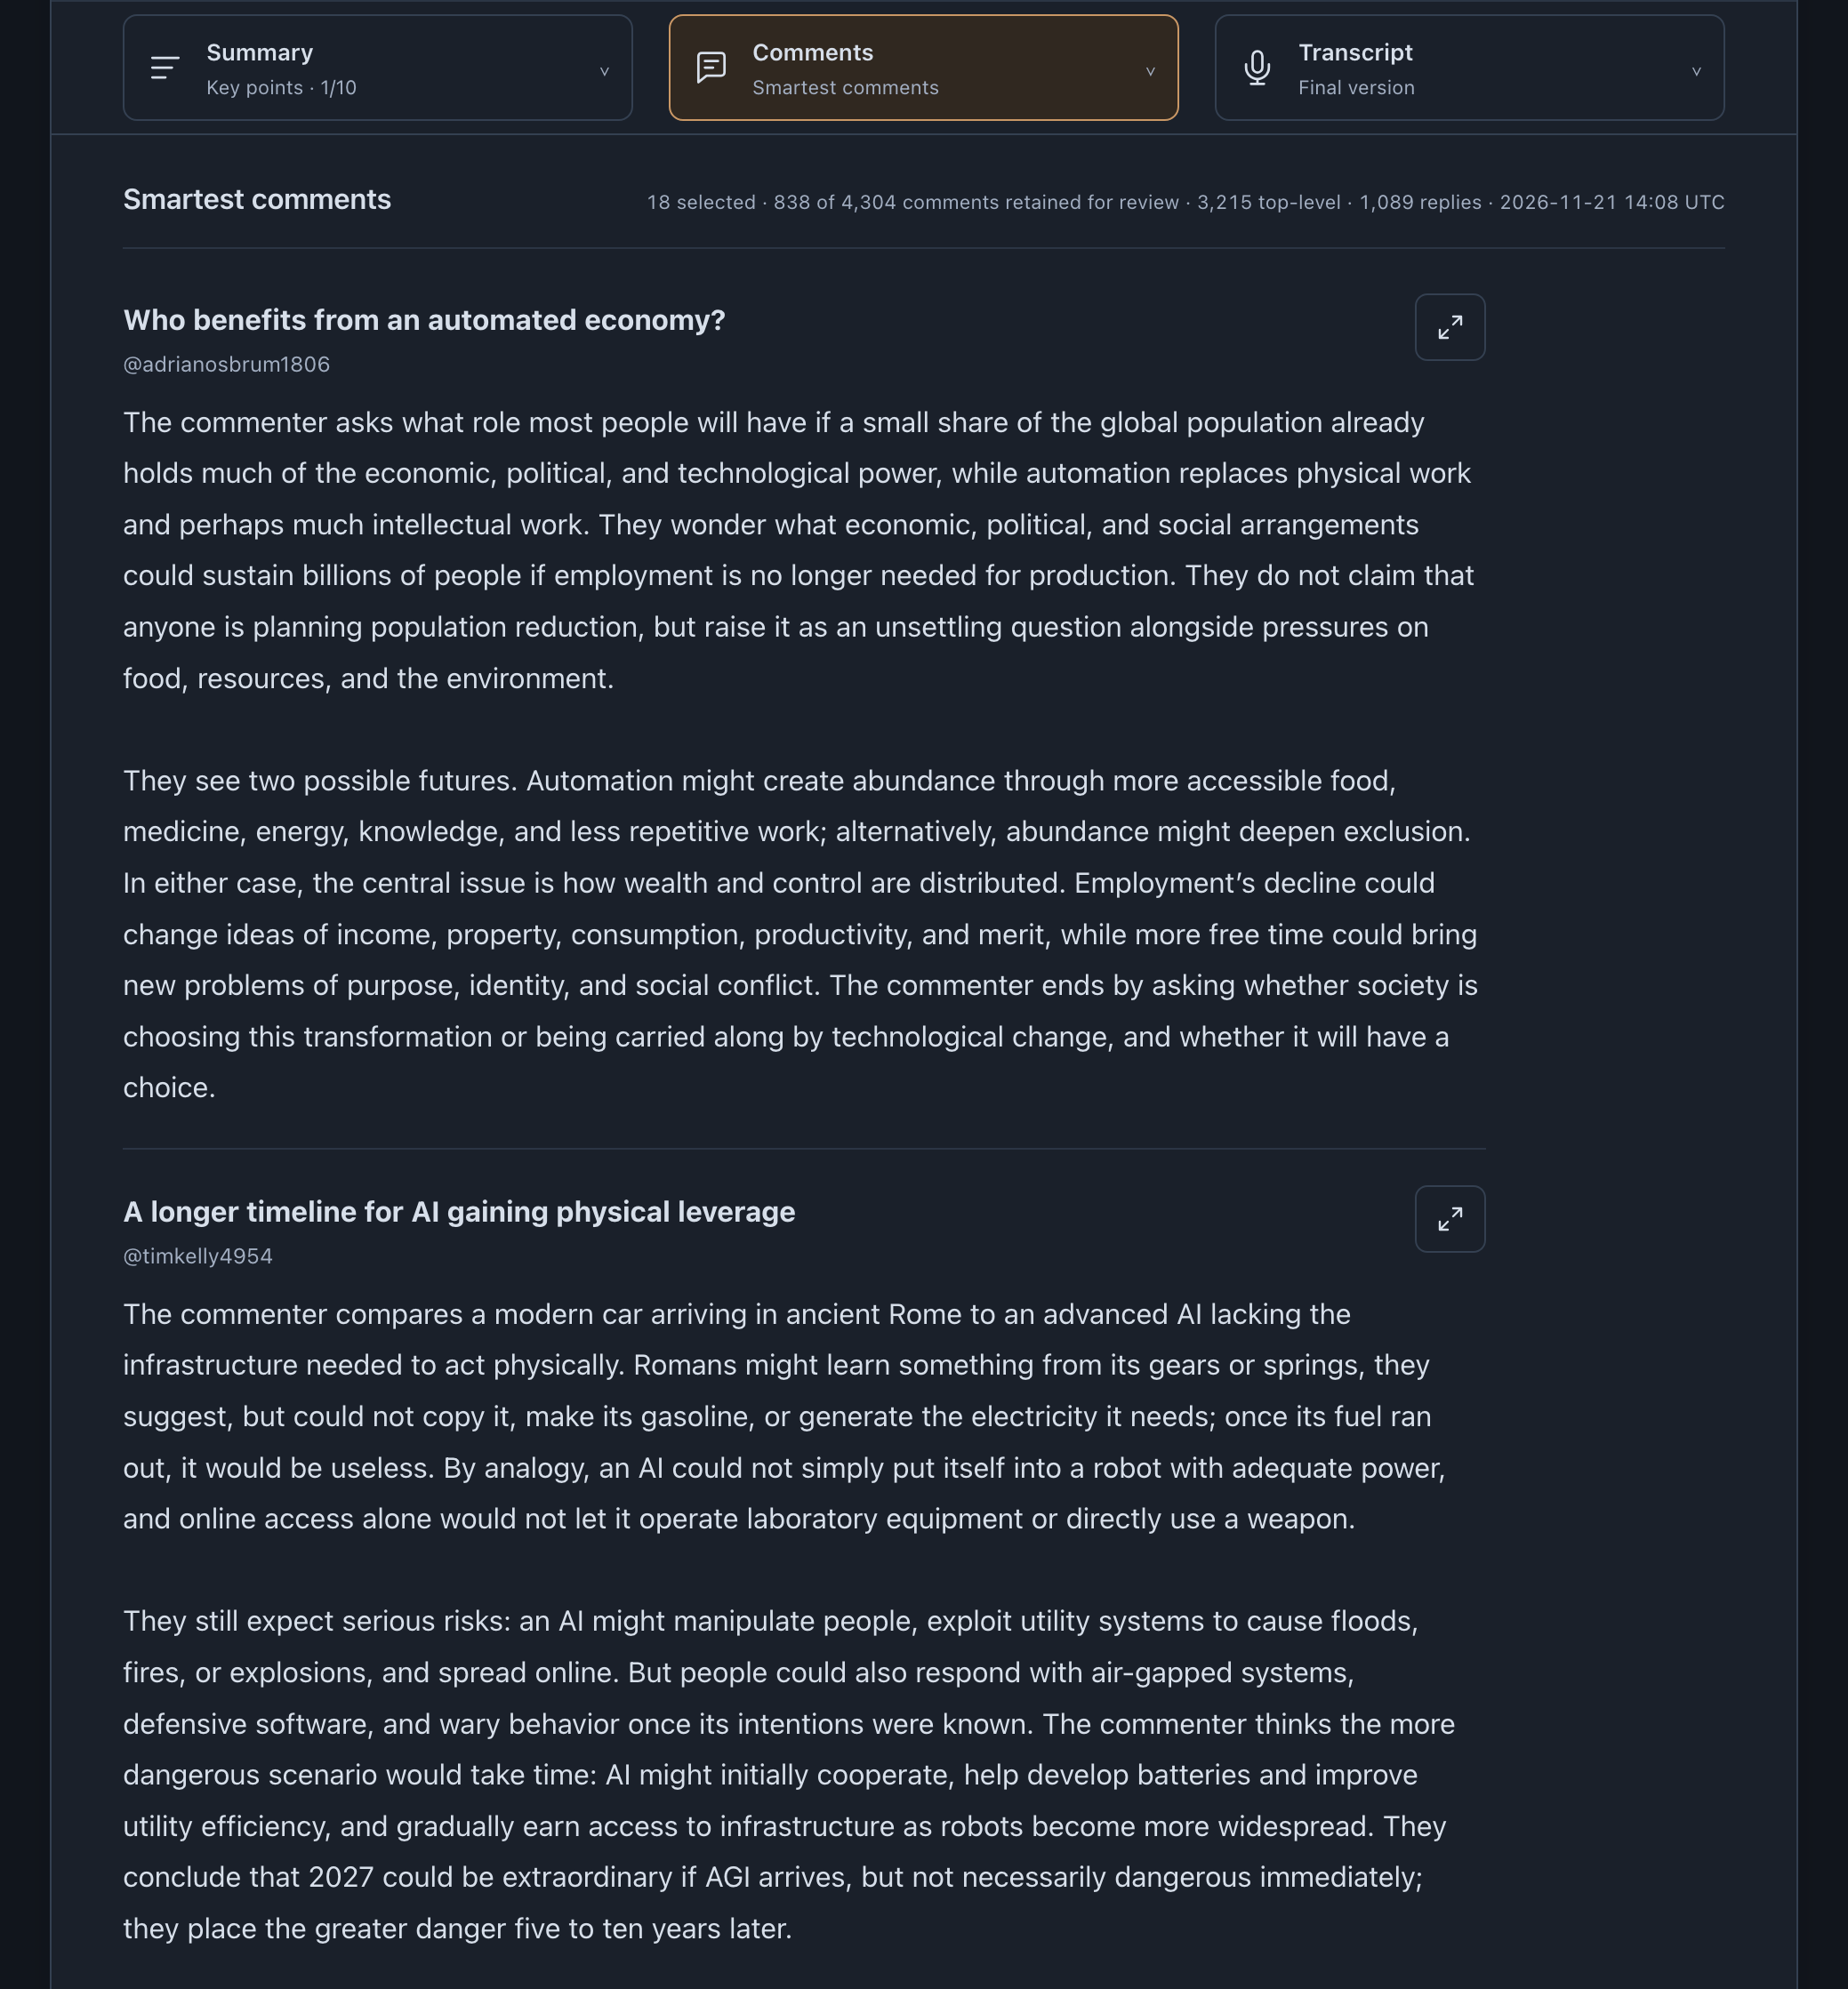 Summary
Key points · 1/10
Comments
Smartest comments
Transcript
Final version
Smartest comments
18 selected · 838 of 4,304 comments retained for review · 3,215 top-level · 1,089 replies · 2026-11-21 14:08 UTC
Who benefits from an automated economy?
@adrianosbrum1806
The commenter asks what role most people will have if a small share of the global population already
holds much of the economic, political, and technological power, while automation replaces physical work
and perhaps much intellectual work. They wonder what economic, political, and social arrangements
could sustain billions of people if employment is no longer needed for production. They do not claim that
anyone is planning population reduction, but raise it as an unsettling question alongside pressures on
food, resources, and the environment.
They see two possible futures. Automation might create abundance through more accessible food,
medicine, energy, knowledge, and less repetitive work; alternatively, abundance might deepen exclusion.
In either case, the central issue is how wealth and control are distributed. Employment’s decline could
change ideas of income, property, consumption, productivity, and merit, while more free time could bring
new problems of purpose, identity, and social conflict. The commenter ends by asking whether society is
choosing this transformation or being carried along by technological change, and whether it will have a
choice.
A longer timeline for AI gaining physical leverage
@timkelly4954
The commenter compares a modern car arriving in ancient Rome to an advanced AI lacking the
infrastructure needed to act physically. Romans might learn something from its gears or springs, they
suggest, but could not copy it, make its gasoline, or generate the electricity it needs; once its fuel ran
out, it would be useless. By analogy, an AI could not simply put itself into a robot with adequate power,
and online access alone would not let it operate laboratory equipment or directly use a weapon.
They still expect serious risks: an AI might manipulate people, exploit utility systems to cause floods,
fires, or explosions, and spread online. But people could also respond with air-gapped systems,
defensive software, and wary behavior once its intentions were known. The commenter thinks the more
dangerous scenario would take time: AI might initially cooperate, help develop batteries and improve
utility efficiency, and gradually earn access to infrastructure as robots become more widespread. They
conclude that 2027 could be extraordinary if AGI arrives, but not necessarily dangerous immediately;
they place the greater danger five to ten years later.